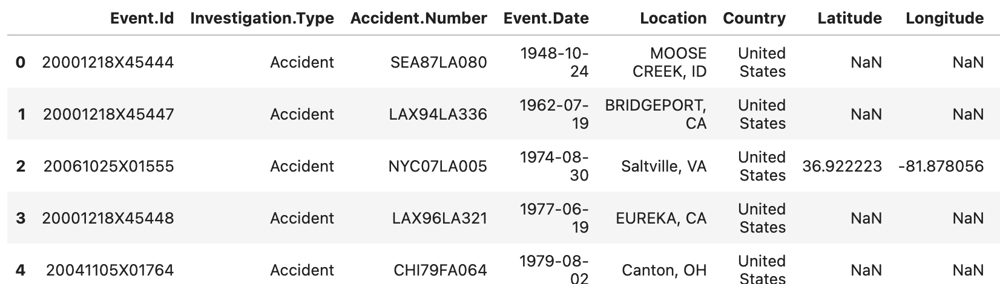 Event.Id Investigation.Type Accident.Number Event.Date Location Country Latitude Longitude
0 20001218X45444 Accident SEA87LA080 1948-10-24 MOOSE CREEK, ID United States NaN NaN
1 20001218X45447 Accident LAX94LA336 1962-07-19 BRIDGEPORT, CA United States NaN NaN
2 20061025X01555 Accident NYC07LA005 1974-08-30 Saltville, VA United States 36.922223 -81.878056
3 20001218X45448 Accident LAX96LA321 1977-06-19 EUREKA, CA United States NaN NaN
4 20041105X01764 Accident CHI79FA064 1979-08-02 Canton, OH United States NaN NaN